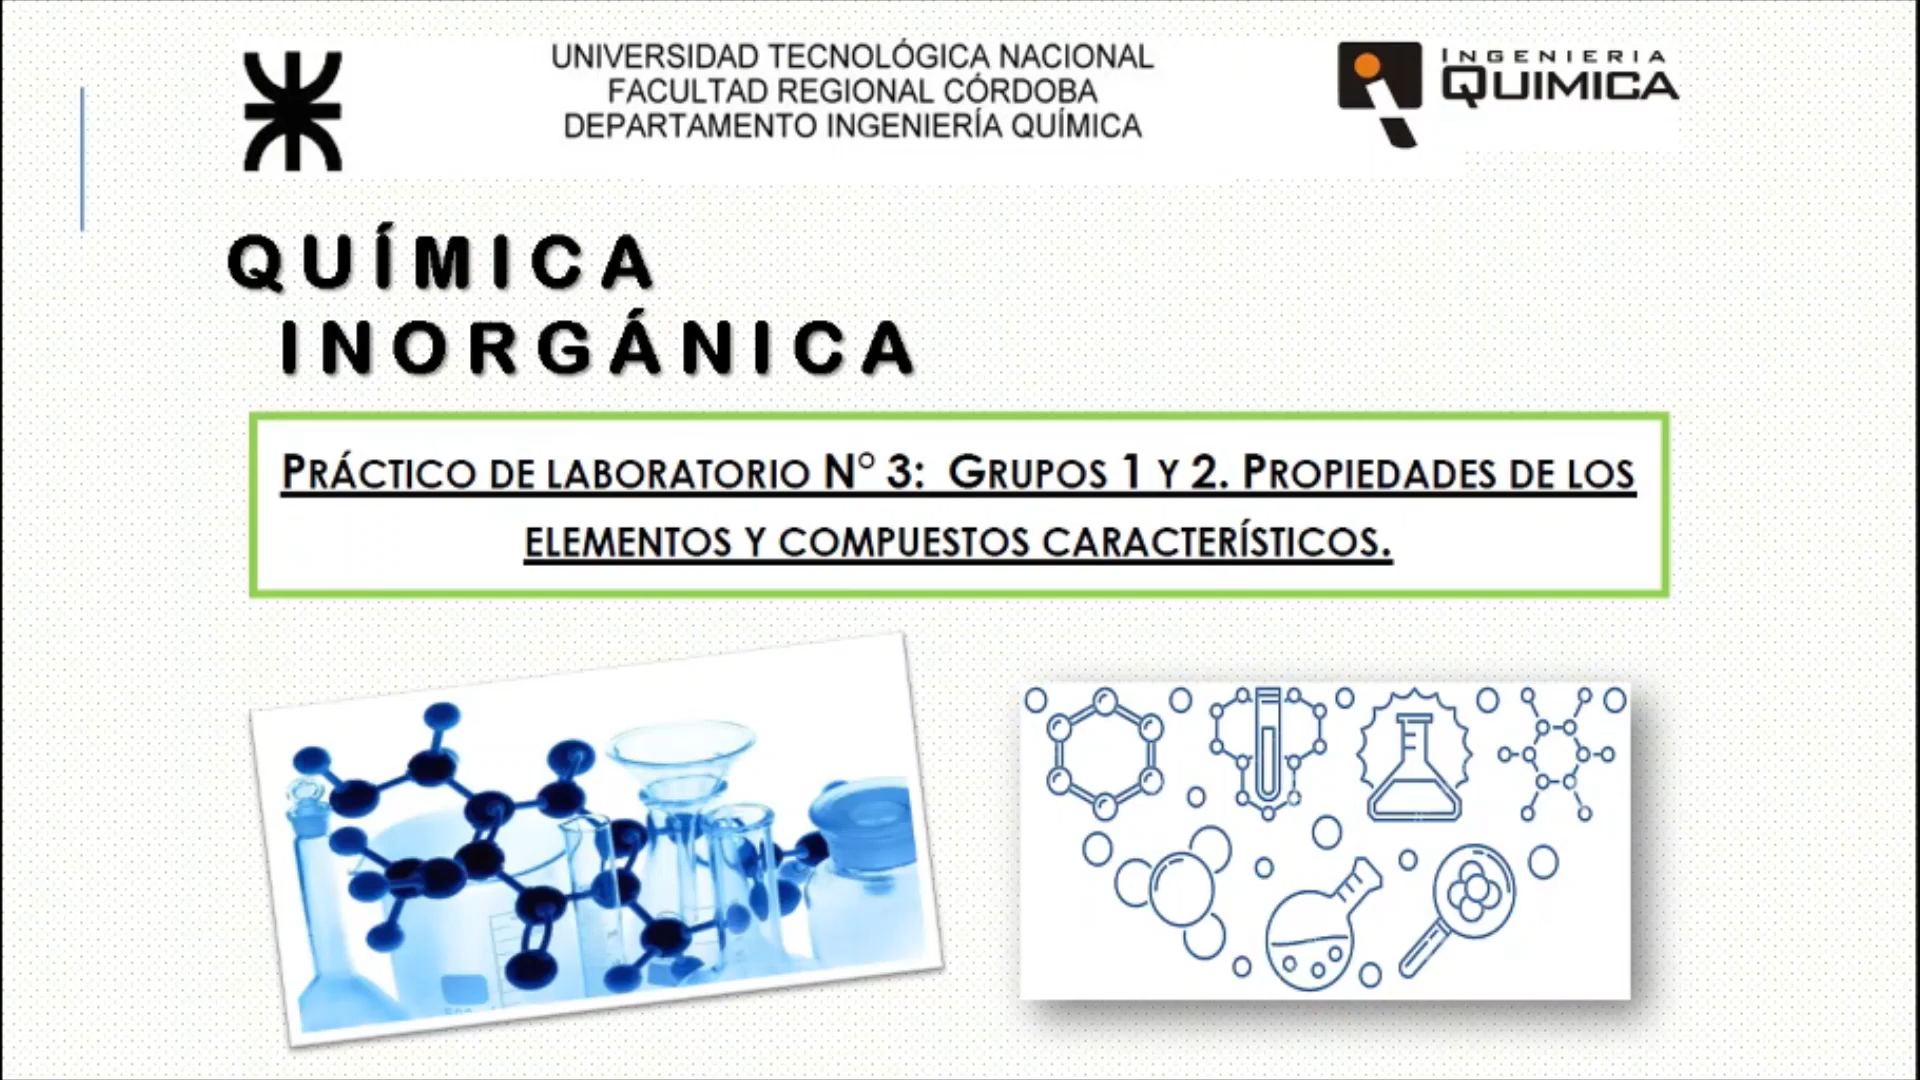 UNIVERSIDAD TECNOLÓGICA NACIONAL
FACULTAD REGIONAL CÓRDOBA
DEPARTAMENTO INGENIERÍA QUÍMICA
INGENIERIA
QUIMICA
QUÍMICA
INORGÁNICA
PRÁCTICO DE LABORATORIO N° 3: GRUPOS 1 Y 2. PROPIEDADES DE LOS
ELEMENTOS Y COMPUESTOS CARACTERÍSTICOS.